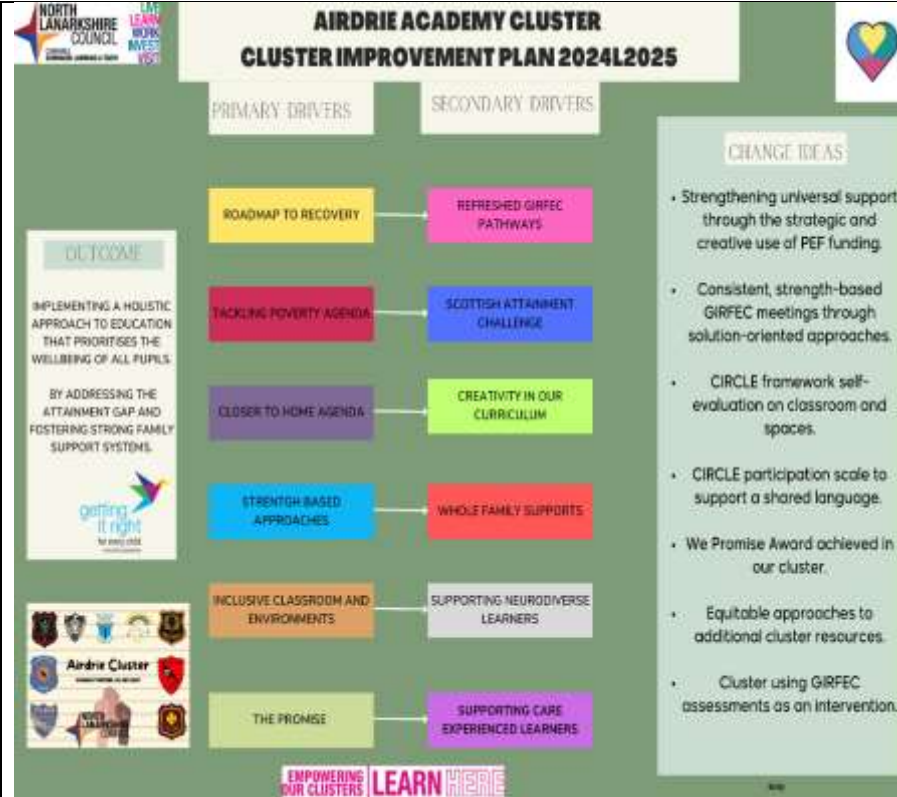 NORTH
LANARKSHIRE
COUNCIL
LIVE
LEARN
WORK
INVEST
VISIT
AIRDRIE ACADEMY CLUSTER
CLUSTER IMPROVEMENT PLAN 2024L2025
PRIMARY DRIVERS
SECONDARY DRIVERS
OUTCOME
IMPLEMENTING A HOLISTIC
APPROACH TO EDUCATION
THAT PRIORITISES THE
WELLBEING OF ALL PUPILS.
BY ADDRESSING THE
ATTAINMENT GAP AND
FOSTERING STRONG FAMILY
SUPPORT SYSTEMS.
getting
it right
for every child
Airdrie Cluster
NORTH
LANARKSHIRE
COUNCIL
ROADMAP TO RECOVERY
REFRESHED GIRFEC
PATHWAYS
TACKLING POVERTY AGENDA
SCOTTISH ATTAINMENT
CHALLENGE
CLOSER TO HOME AGENDA
CREATIVITY IN OUR
CURRICULUM
STRENTGH BASED
APPROACHES
WHOLE FAMILY SUPPORTS
INCLUSIVE CLASSROOM AND
ENVIRONMENTS
SUPPORTING NEURODIVERSE
LEARNERS
THE PROMISE
SUPPORTING CARE
EXPERIENCED LEARNERS
CHANGE IDEAS
• Strengthening universal support
through the strategic and
creative use of PEF funding.
• Consistent, strength-based
GIRFEC meetings through
solution-oriented approaches.
• CIRCLE framework self-
evaluation on classroom and
spaces.
• CIRCLE participation scale to
support a shared language.
• We Promise Award achieved in
our cluster.
• Equitable approaches to
additional cluster resources.
• Cluster using GIRFEC
assessments as an intervention.
EMPOWERING
OUR CLUSTERS
LEARN HERE